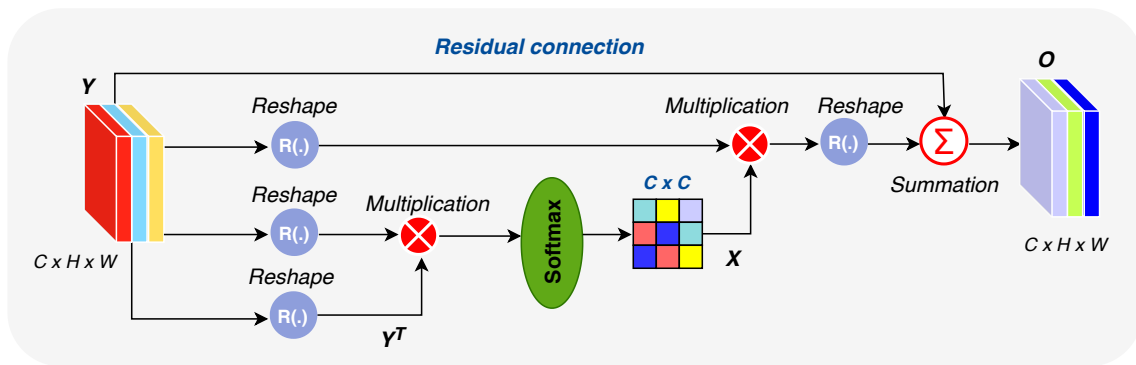 Residual connection
Y
O
Reshape
Multiplication
Reshape
R(.)
R(.)
Σ
Summation
C x C
Reshape
Multiplication
R(.)
Softmax
X
C x H x W
C x H x W
Reshape
R(.)
Y^T